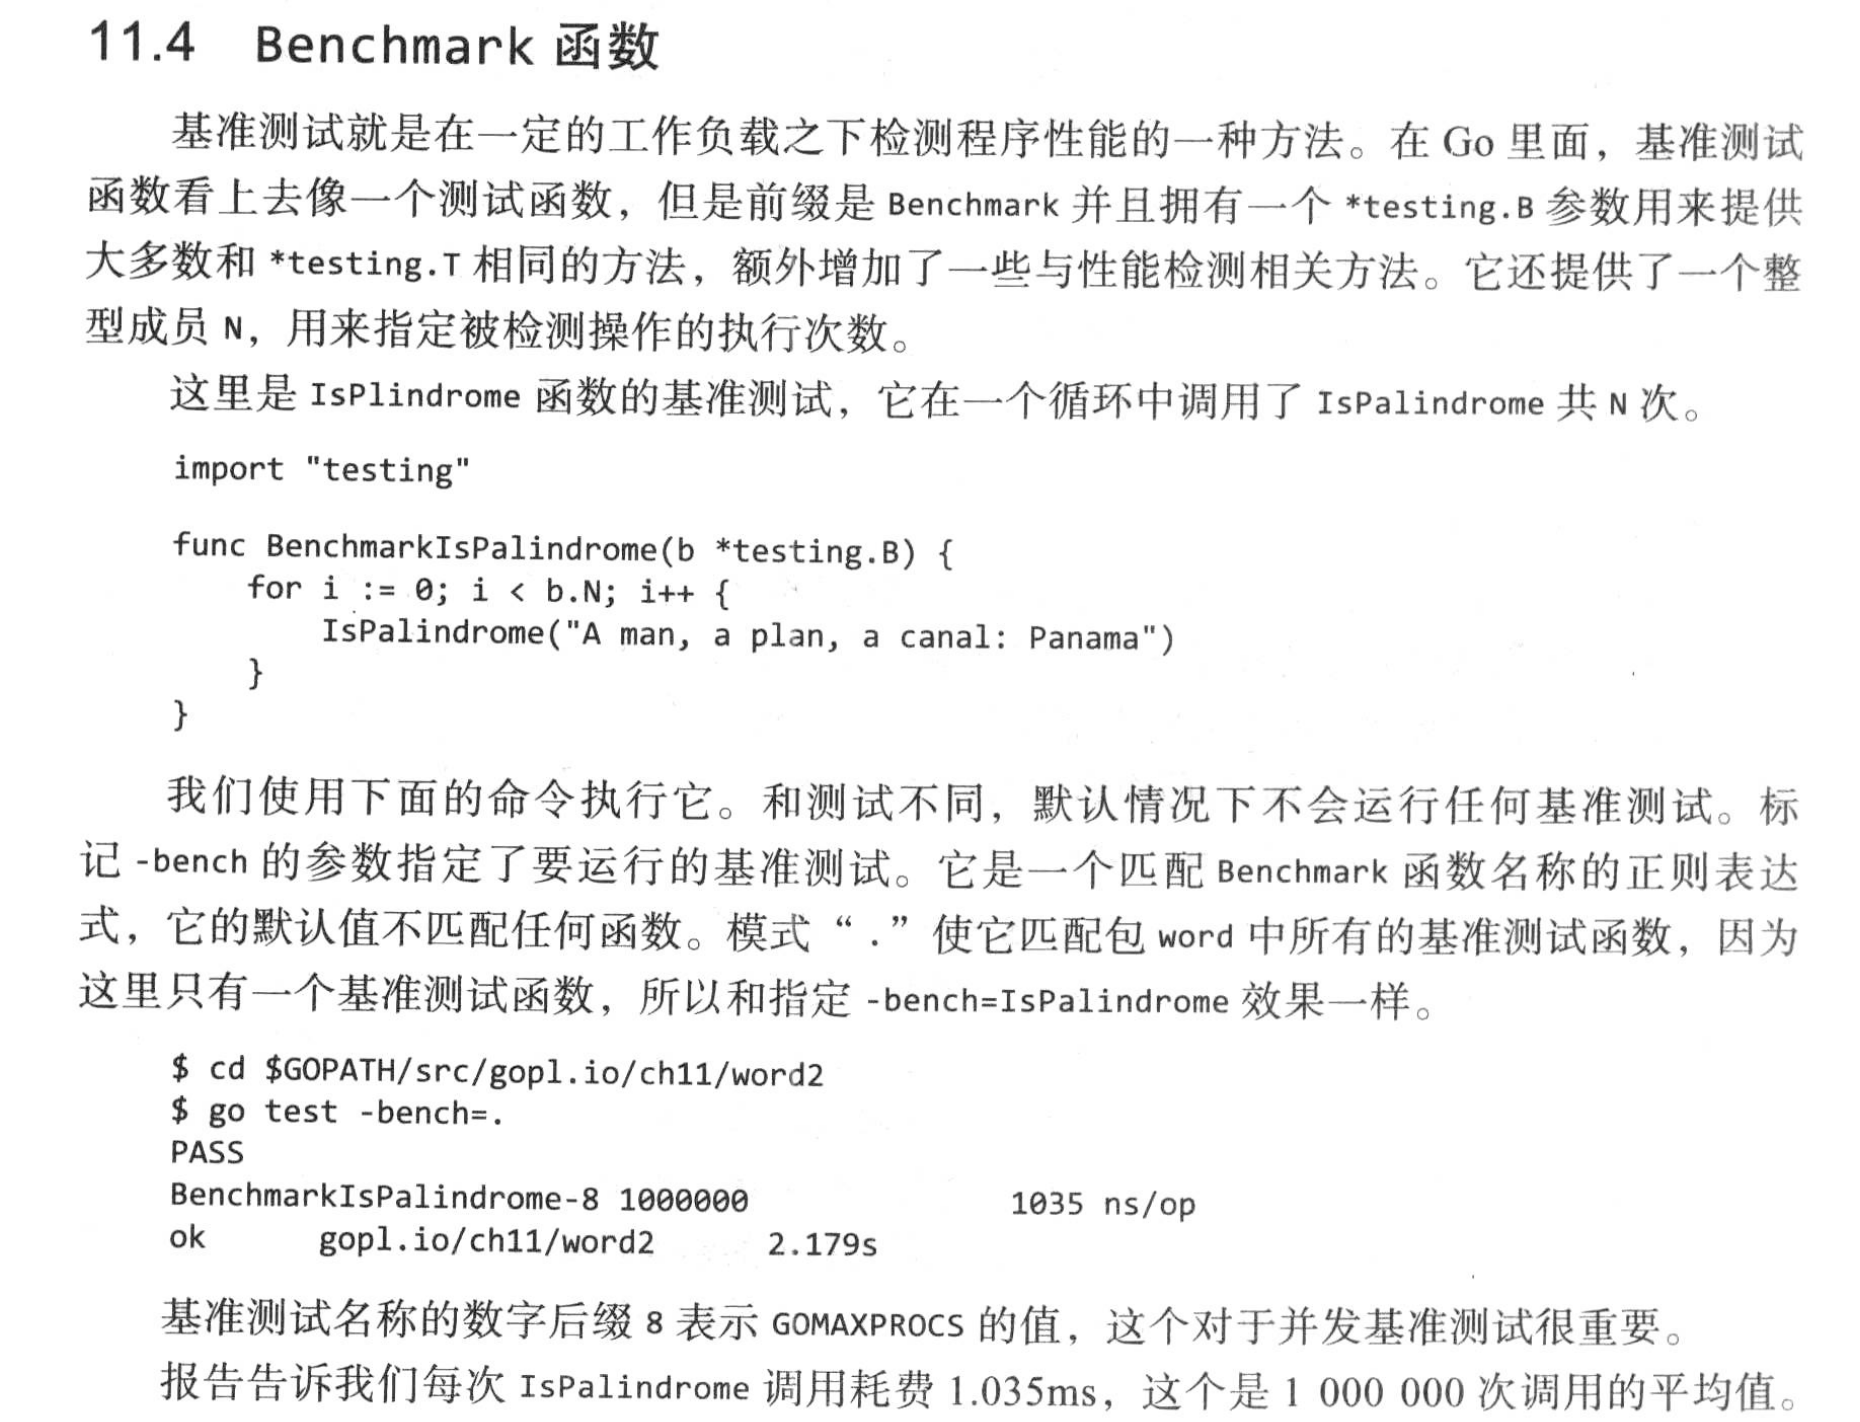 11.4 Benchmark 函数
基准测试就是在一定的工作负载之下检测程序性能的一种方法。在 Go 里面，基准测试
函数看上去像一个测试函数，但是前缀是 Benchmark 并且拥有一个 *testing.B 参数用来提供
大多数和 *testing.T 相同的方法，额外增加了一些与性能检测相关方法。它还提供了一个整
型成员 N，用来指定被检测操作的执行次数。
这里是 IsPlindrome 函数的基准测试，它在一个循环中调用了 IsPalindrome 共 N 次。
import "testing"
func BenchmarkIsPalindrome(b *testing.B) {
    for i := 0; i < b.N; i++ {
        IsPalindrome("A man, a plan, a canal: Panama")
    }
}
我们使用下面的命令执行它。和测试不同，默认情况下不会运行任何基准测试。标
记 -bench 的参数指定了要运行的基准测试。它是一个匹配 Benchmark 函数名称的正则表达
式，它的默认值不匹配任何函数。模式“.”使它匹配包 word 中所有的基准测试函数，因为
这里只有一个基准测试函数，所以和指定 -bench=IsPalindrome 效果一样。
$ cd $GOPATH/src/gopl.io/ch11/word2
$ go test -bench=.
PASS
BenchmarkIsPalindrome-8 1000000 1035 ns/op
ok gopl.io/ch11/word2 2.179s
基准测试名称的数字后缀 8 表示 GOMAXPROCS 的值，这个对于并发基准测试很重要。
报告告诉我们每次 IsPalindrome 调用耗费 1.035ms，这个是 1 000 000 次调用的平均值。